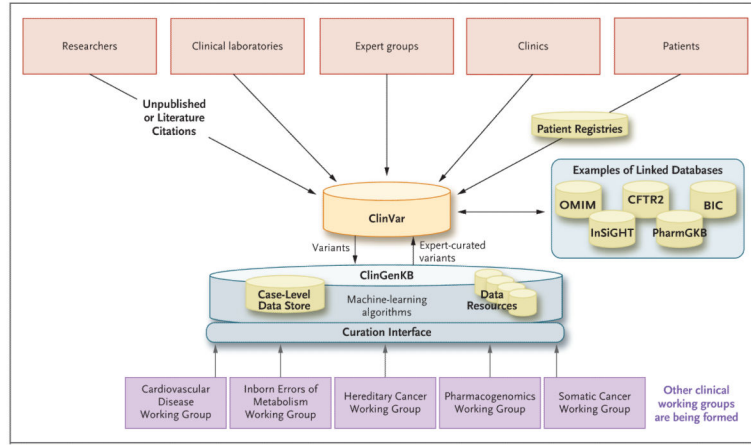 Researchers
Clinical laboratories
Expert groups
Clinics
Patients
Unpublished
or Literature
Citations
Patient Registries
Examples of Linked Databases
OMIM
CFTR2
BIC
InSiGHT
PharmGKB
ClinVar
Variants
Expert-curated
variants
ClinGenKB
Case-Level
Data Store
Machine-learning
algorithms
Data
Resources
Curation Interface
Cardiovascular
Disease
Working Group
Inborn Errors of
Metabolism
Working Group
Hereditary Cancer
Working Group
Pharmacogenomics
Working Group
Somatic Cancer
Working Group
Other clinical
working groups
are being formed